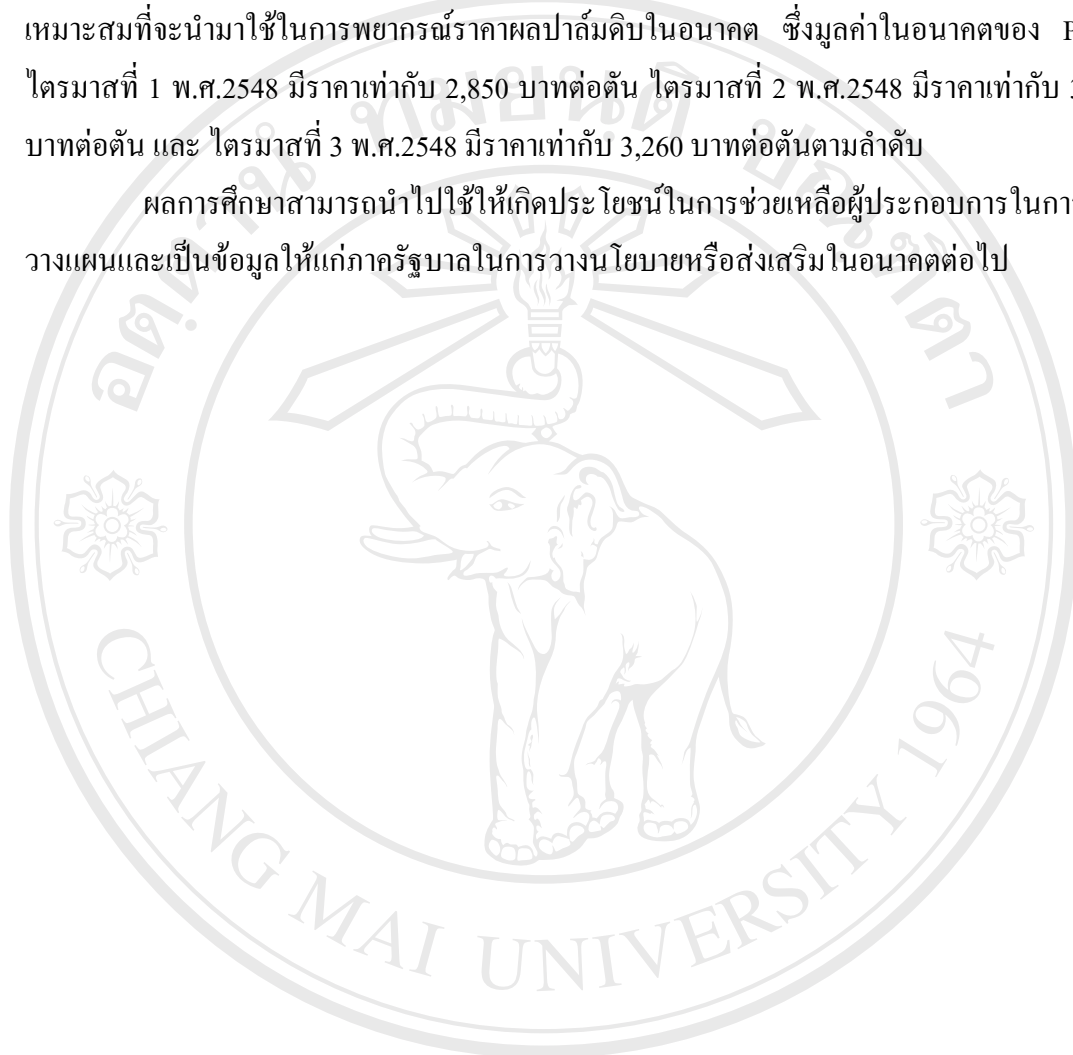 เหมาะสมที่จะนำมาใช้ในการพยากรณ์ราคาผลปาล์มดิบในอนาคต ซึ่งมูลค่าในอนาคตของ
ไตรมาสที่ 1 พ.ศ.2548 มีราคาเท่ากับ 2,850 บาทต่อตัน ไตรมาสที่ 2 พ.ศ.2548 มีราคาเท่ากับ
บาทต่อตัน และ ไตรมาสที่ 3 พ.ศ.2548 มีราคาเท่ากับ 3,260 บาทต่อตันตามลำดับ
ผลการศึกษาสามารถนำไปใช้ให้เกิดประโยชน์ในการช่วยเหลือผู้ประกอบการในการ
วางแผนและเป็นข้อมูลให้แก่ภาครัฐบาลในการวางนโยบายหรือส่งเสริมในอนาคตต่อไป
อตฺตานํ ทมยนฺติ ปณฺฑิตา
CHIANG MAI UNIVERSITY 1964